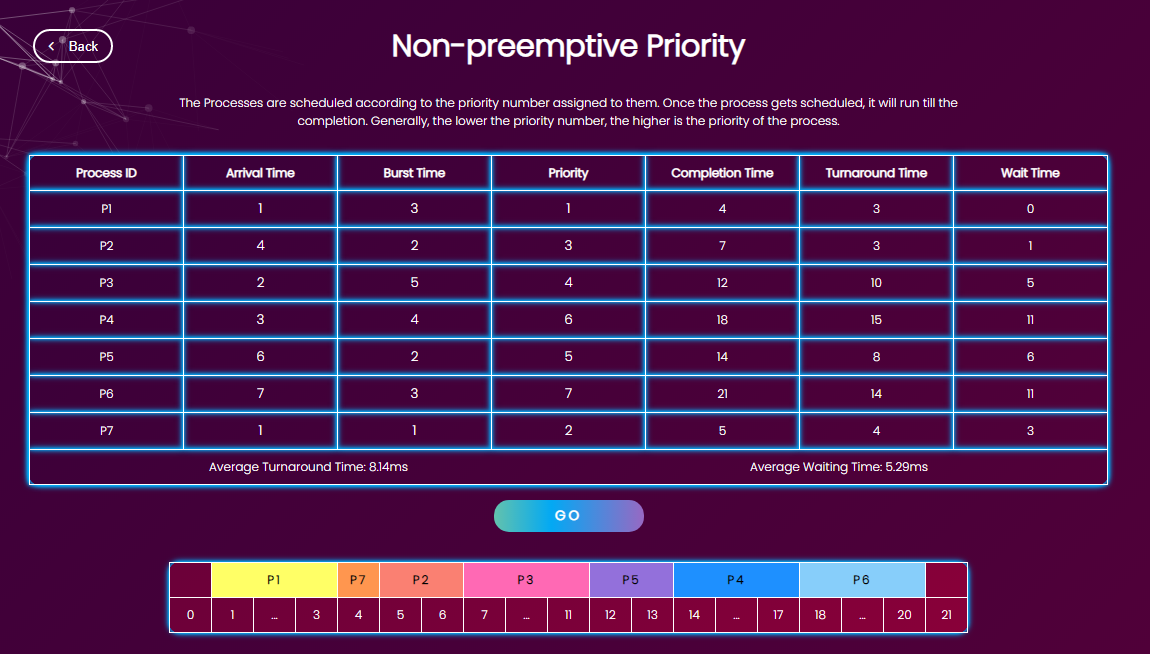 Back
Non-preemptive Priority
The Processes are scheduled according to the priority number assigned to them. Once the process gets scheduled, it will run till the
completion. Generally, the lower the priority number, the higher is the priority of the process.
Process ID Arrival Time Burst Time Priority Completion Time Turnaround Time Wait Time
P1 1 3 1 4 3 0
P2 4 2 3 7 3 1
P3 2 5 4 12 10 5
P4 3 4 6 18 15 11
P5 6 2 5 14 8 6
P6 7 3 7 21 14 11
P7 1 1 2 5 4 3
Average Turnaround Time: 8.14ms Average Waiting Time: 5.29ms
GO
P1 P7 P2 P3 P5 P4 P6
0 1 ... 3 4 5 6 7 ... 11 12 13 14 ... 17 18 ... 20 21